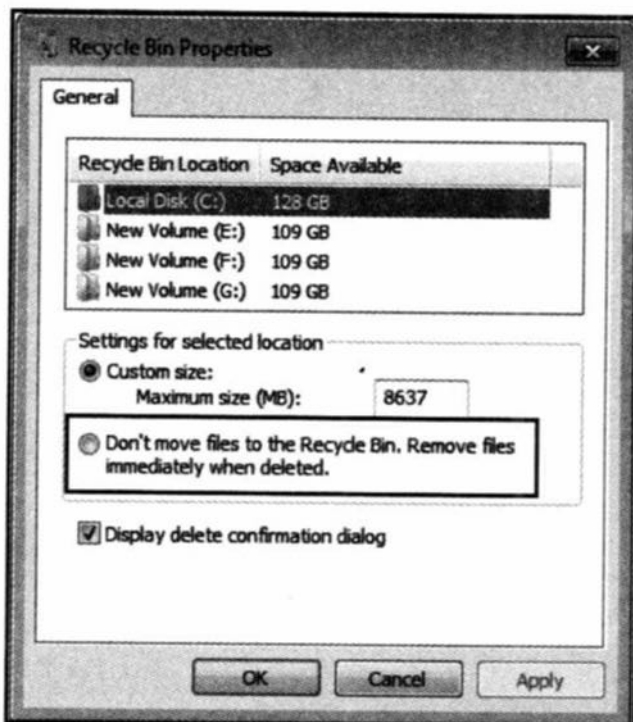 Recycle Bin Properties
General
Recycle Bin Location Space Available
Local Disk (C:) 128 GB
New Volume (E:) 109 GB
New Volume (F:) 109 GB
New Volume (G:) 109 GB
Settings for selected location
Custom size:
Maximum size (MB): 8637
Don't move files to the Recycle Bin. Remove files
immediately when deleted.
Display delete confirmation dialog
OK Cancel Apply